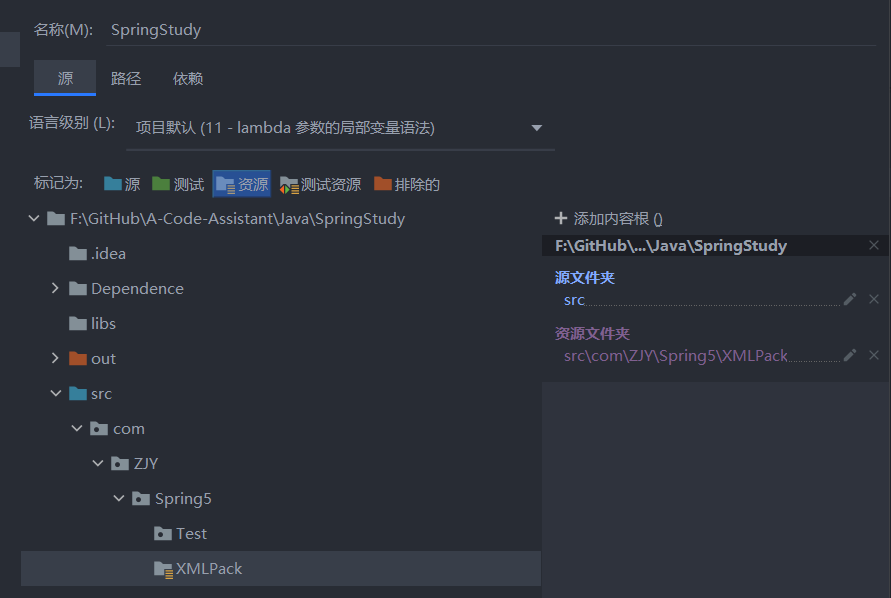 名称(M): SpringStudy
源 路径 依赖
语言级别 (L): 项目默认 (11 - lambda 参数的局部变量语法)
标记为: 源 测试 资源 测试资源 排除的
F:\GitHub\A-Code-Assistant\Java\SpringStudy
.idea
Dependence
libs
out
src
com
ZJY
Spring5
Test
XMLPack
添加内容根 ()
F:\GitHub\...\Java\SpringStudy
源文件夹
src
资源文件夹
src\com\ZJY\Spring5\XMLPack